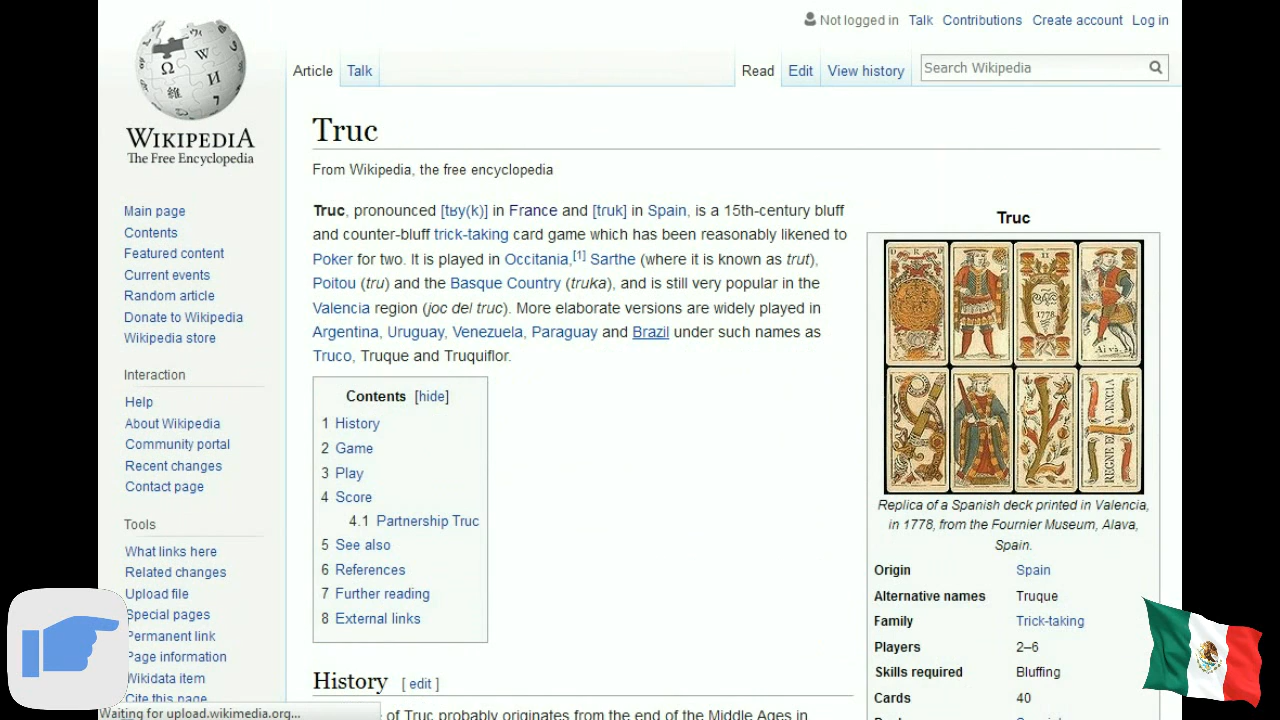 Not logged in Talk Contributions Create account Log in
Article Talk
Read Edit View history
Search Wikipedia
WIKIPEDIA
The Free Encyclopedia
Main page
Contents
Featured content
Current events
Random article
Donate to Wikipedia
Wikipedia store
Interaction
Help
About Wikipedia
Community portal
Recent changes
Contact page
Tools
What links here
Related changes
Upload file
Special pages
Permanent link
Page information
Wikidata item
Cite this page
Waiting for upload.wikimedia.org...
Truc
From Wikipedia, the free encyclopedia
Truc, pronounced [tʁy(k)] in France and [tɾuk] in Spain, is a 15th-century bluff
and counter-bluff trick-taking card game which has been reasonably likened to
Poker for two. It is played in Occitania,[1] Sarthe (where it is known as trut),
Poitou (tru) and the Basque Country (truka), and is still very popular in the
Valencia region (joc del truc). More elaborate versions are widely played in
Argentina, Uruguay, Venezuela, Paraguay and Brazil under such names as
Truco, Truque and Truquiflor.
Contents [hide]
1 History
2 Game
3 Play
4 Score
4.1 Partnership Truc
5 See also
6 References
7 Further reading
8 External links
History [ edit ]
of Truc probably originates from the end of the Middle Ages in
Truc
1778
Replica of a Spanish deck printed in Valencia,
in 1778, from the Fournier Museum, Alava,
Spain.
Origin Spain
Alternative names Truque
Family Trick-taking
Players 2–6
Skills required Bluffing
Cards 40